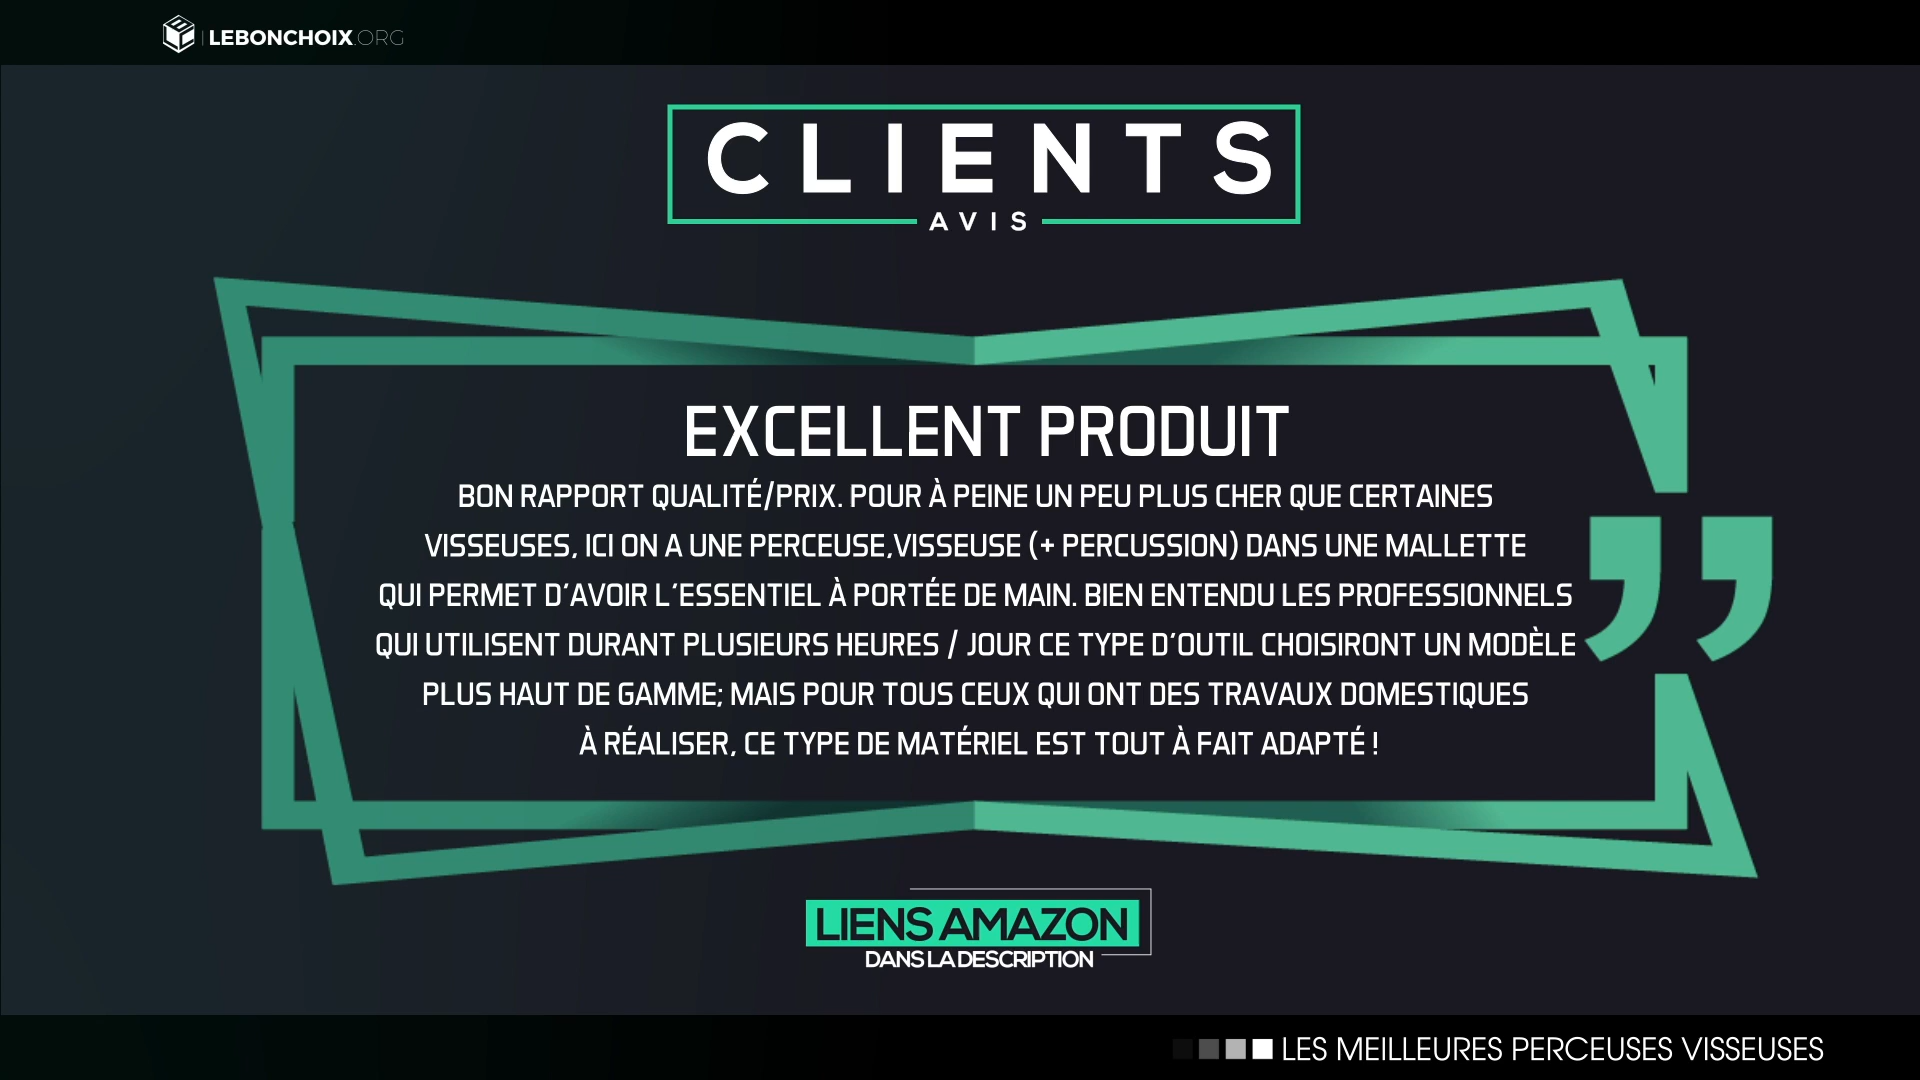 LEBONCHOIX.ORG
CLIENTS
AVIS
EXCELLENT PRODUIT
BON RAPPORT QUALITÉ/PRIX. POUR À PEINE UN PEU PLUS CHER QUE CERTAINES
VISSEUSES, ICI ON A UNE PERCEUSE,VISSEUSE (+ PERCUSSION) DANS UNE MALLETTE
QUI PERMET D'AVOIR L'ESSENTIEL À PORTÉE DE MAIN. BIEN ENTENDU LES PROFESSIONNELS
QUI UTILISENT DURANT PLUSIEURS HEURES / JOUR CE TYPE D'OUTIL CHOISIRONT UN MODÈLE
PLUS HAUT DE GAMME; MAIS POUR TOUS CEUX QUI ONT DES TRAVAUX DOMESTIQUES
À RÉALISER, CE TYPE DE MATÉRIEL EST TOUT À FAIT ADAPTÉ !
LIENS AMAZON
DANS LA DESCRIPTION
LES MEILLEURES PERCEUSES VISSEUSES